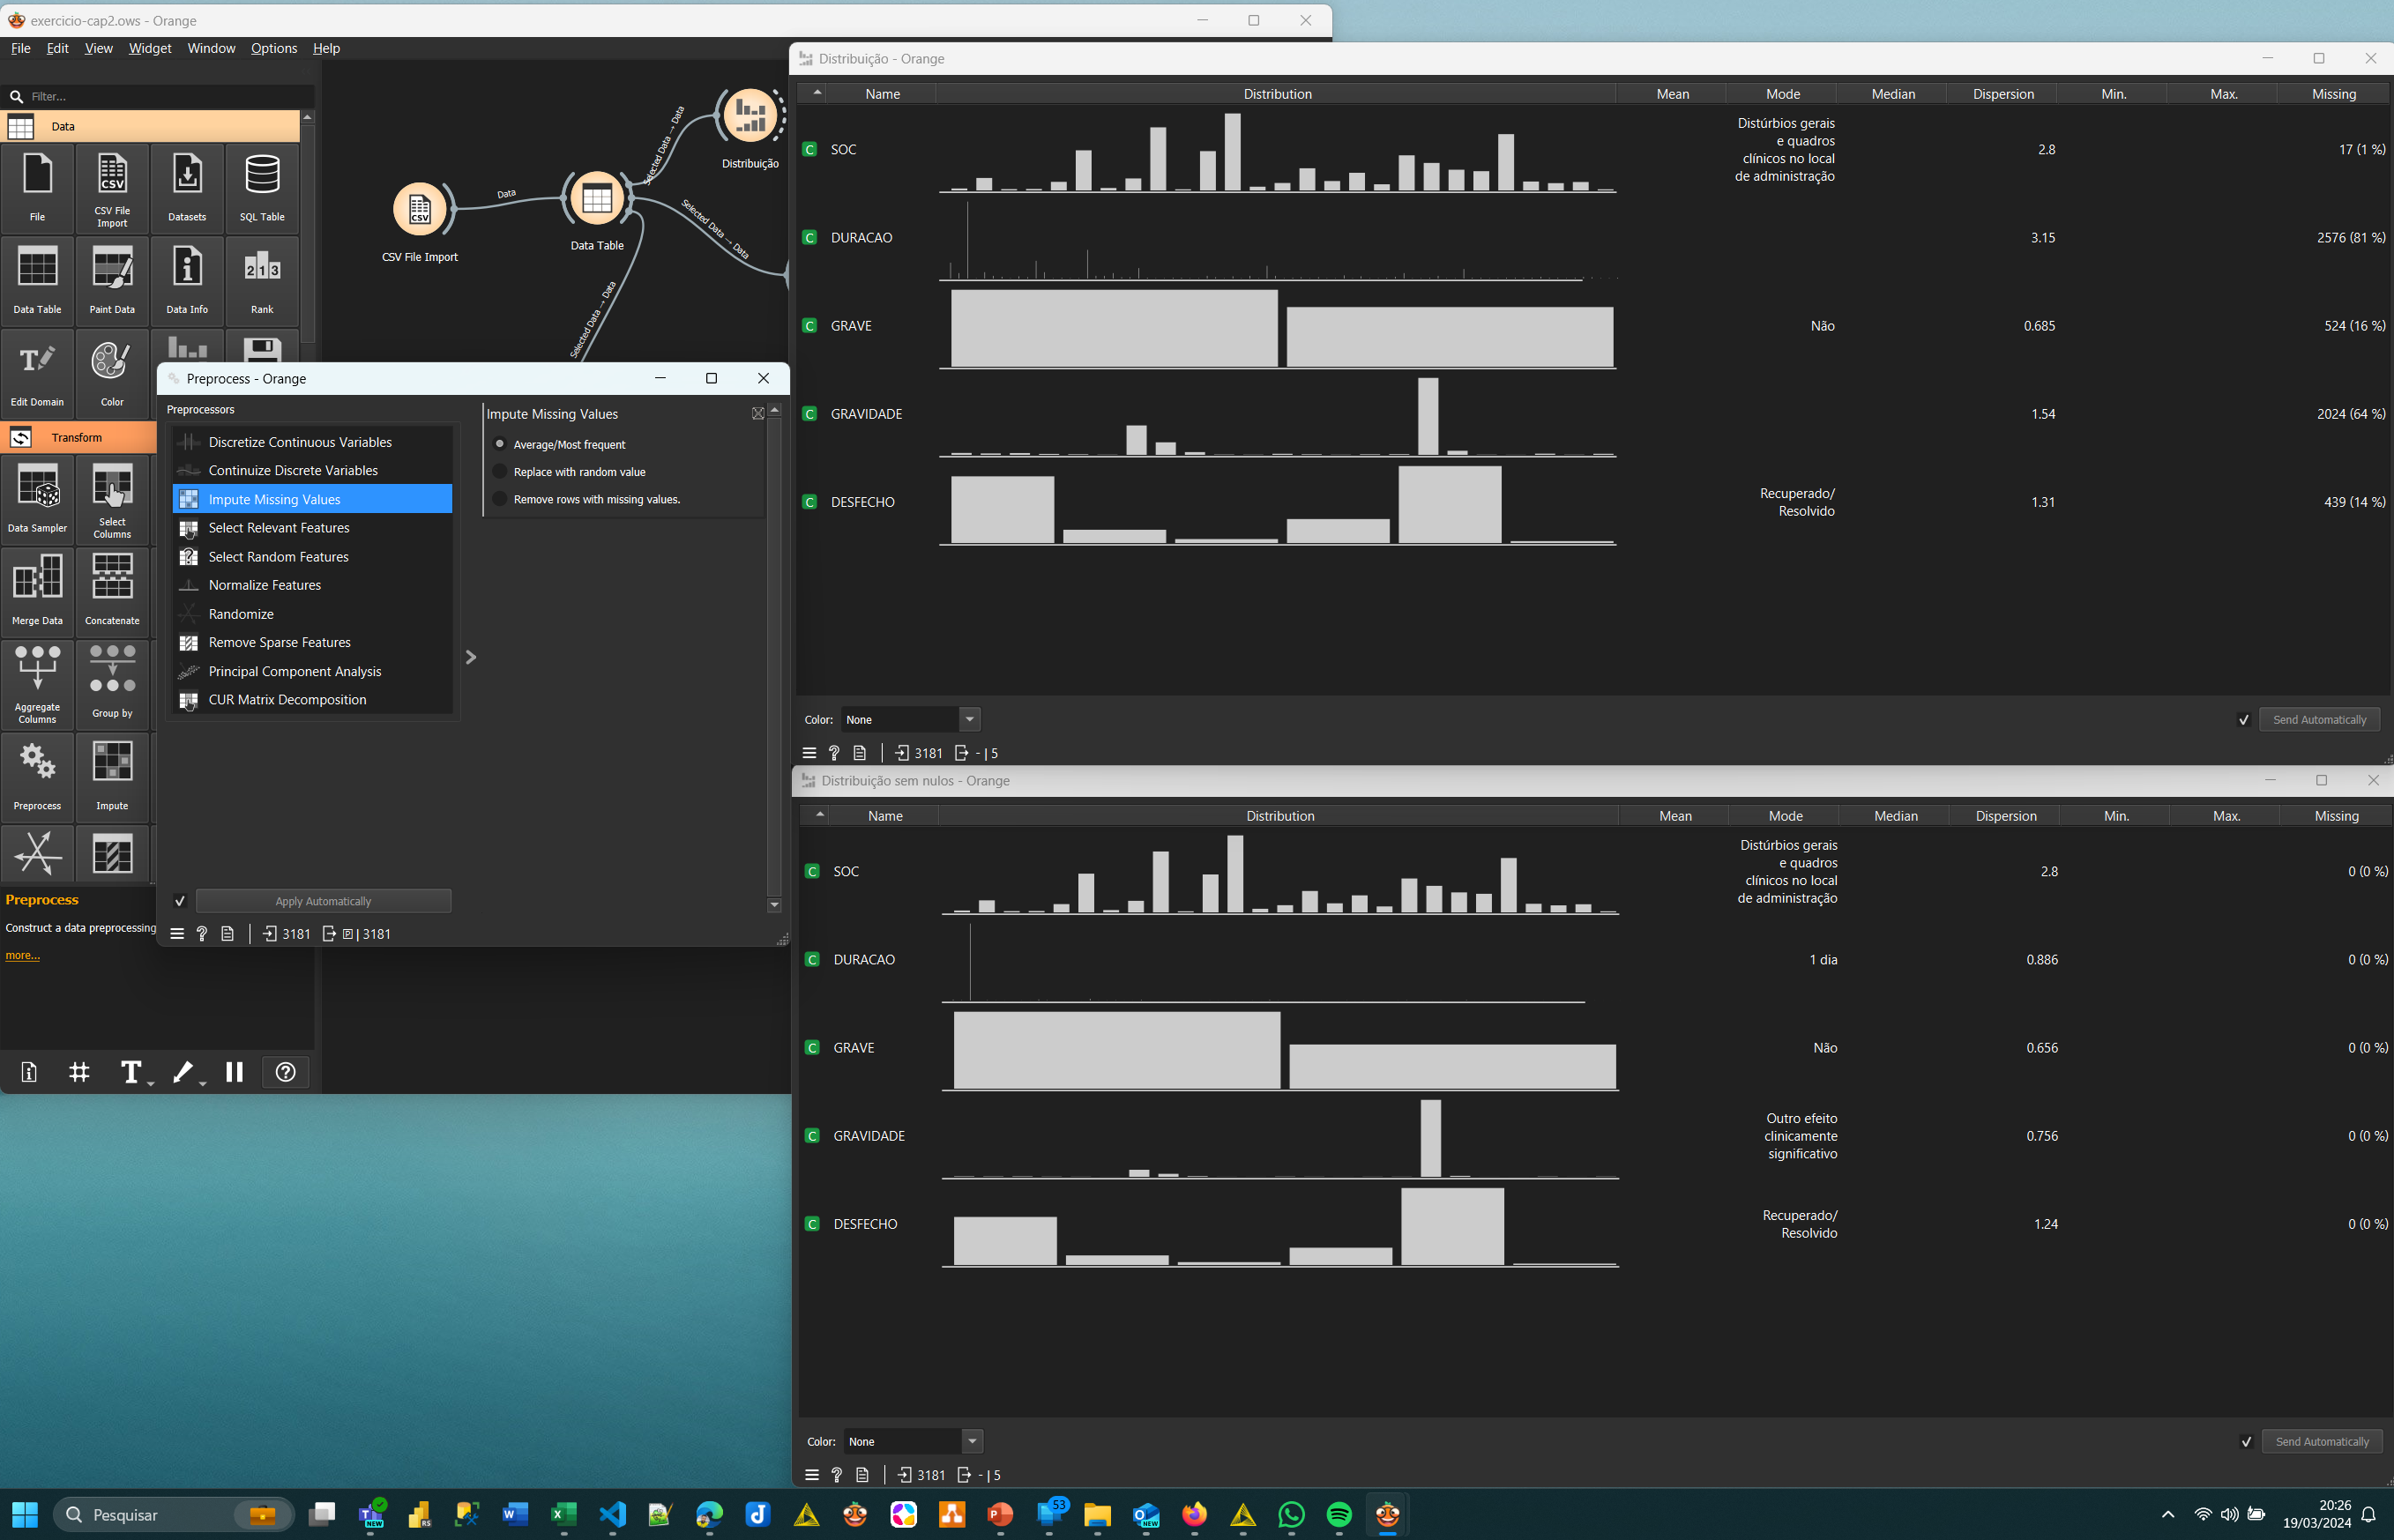 exercicio-cap2.ows - Orange
File Edit View Widget Window Options Help
Filter...
Data
File
CSV File Import
Datasets
SQL Table
Data Table
Paint Data
Data Info
Rank
Edit Domain
Color
Transform
Data Sampler
Select Columns
Merge Data
Concatenate
Aggregate Columns
Group by
Preprocess
Impute
Preprocess
Construct a data preprocessing
more...
CSV File Import
Data
Data Table
Selected Data → Data
Selected Data → Data
Selected Data → Data
Distribuição
Preprocess - Orange
Preprocessors
Discretize Continuous Variables
Continuize Discrete Variables
Impute Missing Values
Select Relevant Features
Select Random Features
Normalize Features
Randomize
Remove Sparse Features
Principal Component Analysis
CUR Matrix Decomposition
Impute Missing Values
Average/Most frequent
Replace with random value
Remove rows with missing values.
Apply Automatically
3181 | 3181
Distribuição - Orange
Name Distribution Mean Mode Median Dispersion Min. Max. Missing
C SOC Distúrbios gerais e quadros clínicos no local de administração 2.8 17 (1 %)
C DURACAO 3.15 2576 (81 %)
C GRAVE Não 0.685 524 (16 %)
C GRAVIDADE 1.54 2024 (64 %)
C DESFECHO Recuperado/ Resolvido 1.31 439 (14 %)
Color: None Send Automatically
3181 - | 5
Distribuição sem nulos - Orange
Name Distribution Mean Mode Median Dispersion Min. Max. Missing
C SOC Distúrbios gerais e quadros clínicos no local de administração 2.8 0 (0 %)
C DURACAO 1 dia 0.886 0 (0 %)
C GRAVE Não 0.656 0 (0 %)
C GRAVIDADE Outro efeito clinicamente significativo 0.756 0 (0 %)
C DESFECHO Recuperado/ Resolvido 1.24 0 (0 %)
Color: None Send Automatically
3181 - | 5
Pesquisar
53
20:26
19/03/2024